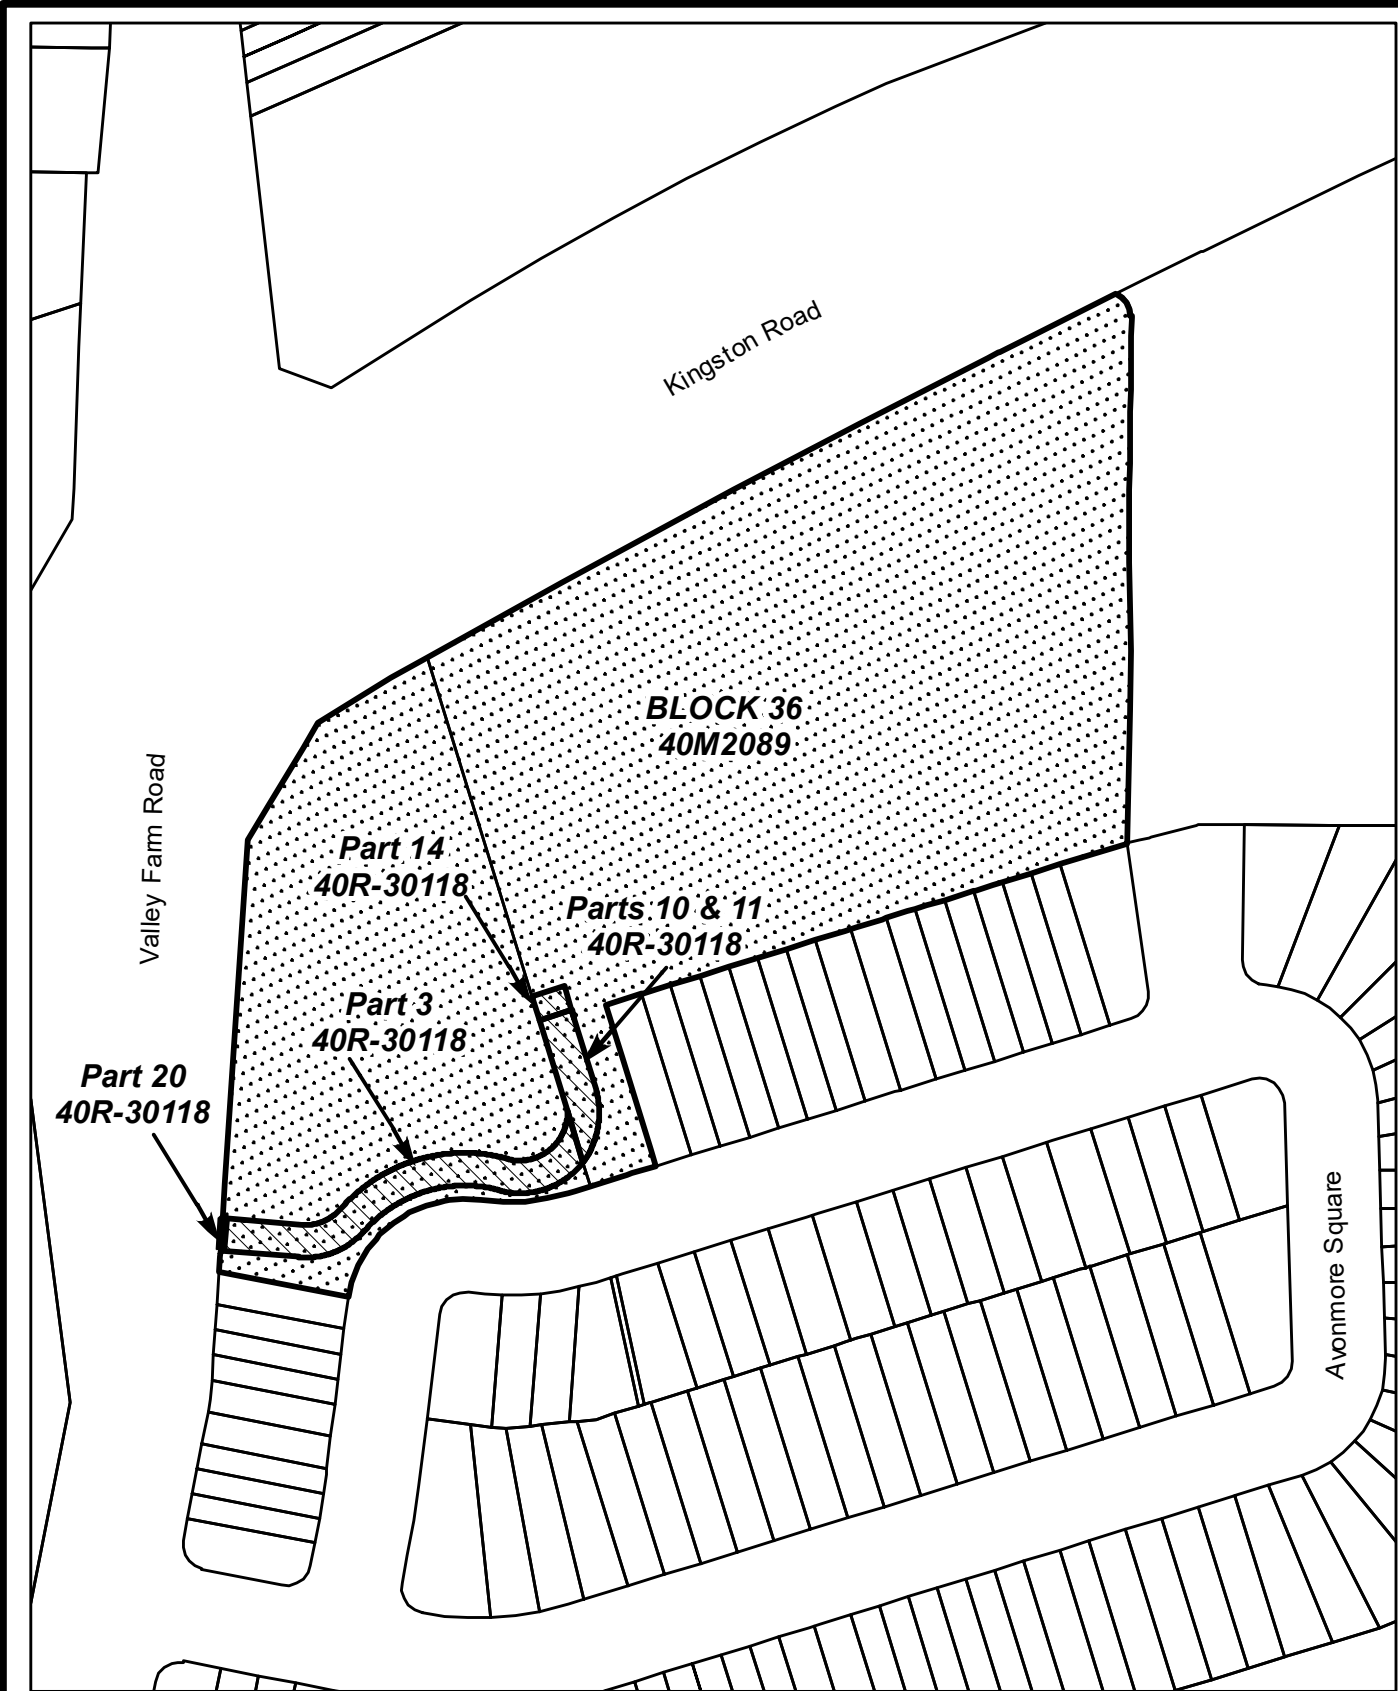 Kingston Road
BLOCK 36
40M2089
Valley Farm Road
Part 14
40R-30118
Parts 10 & 11
40R-30118
Part 3
40R-30118
Part 20
40R-30118
Avonmore Square